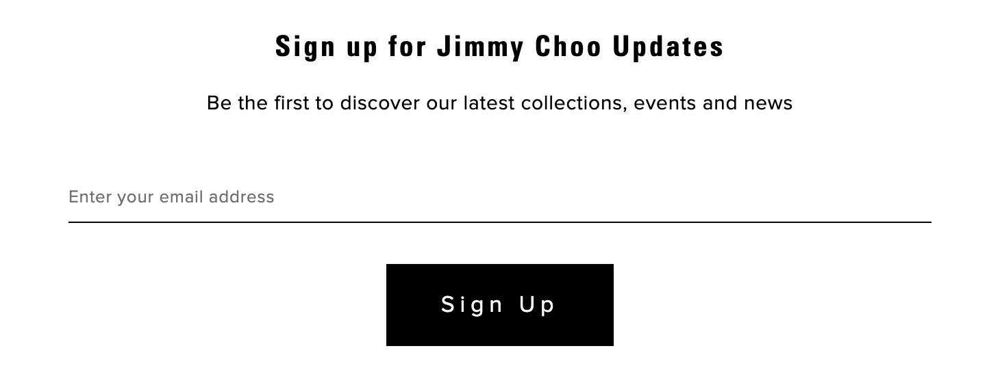 Sign up for Jimmy Choo Updates
Be the first to discover our latest collections, events and news
Enter your email address
Sign Up